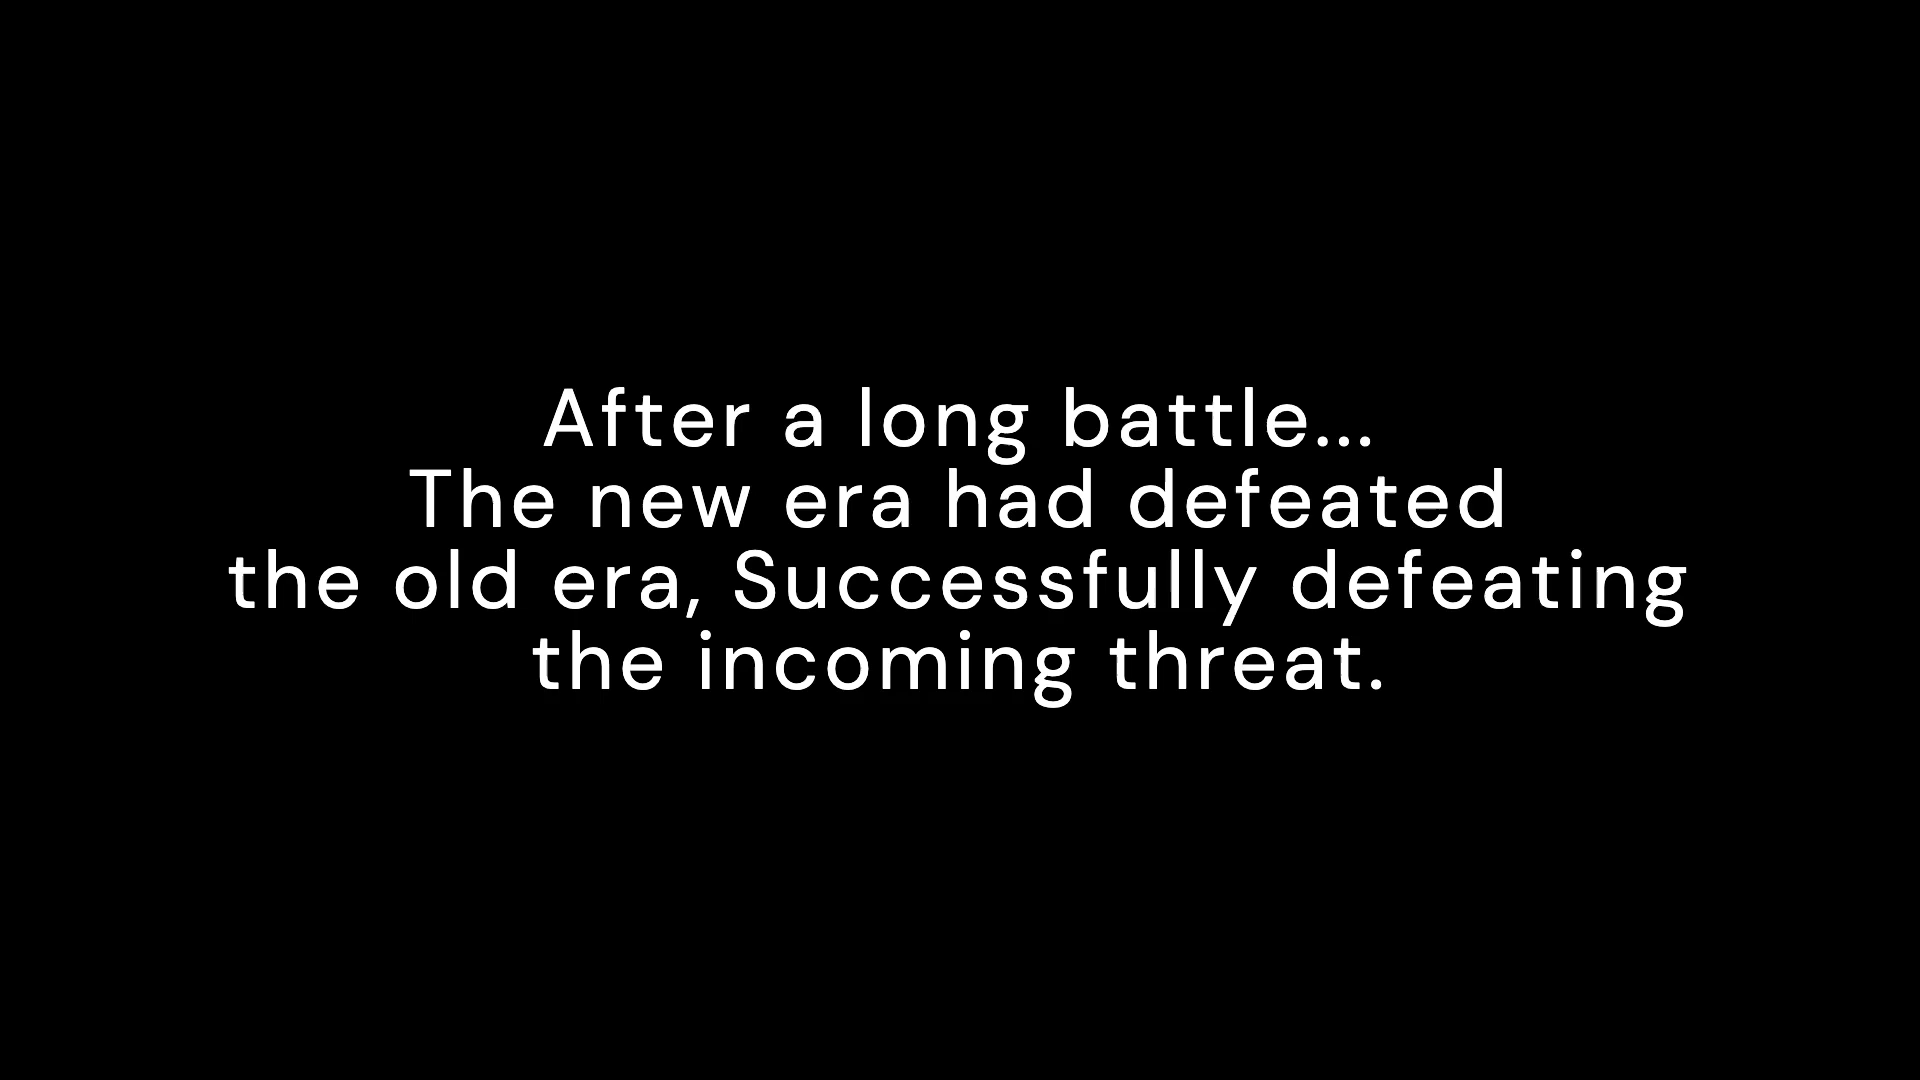 After a long battle...
The new era had defeated
the old era, Successfully defeating
the incoming threat.